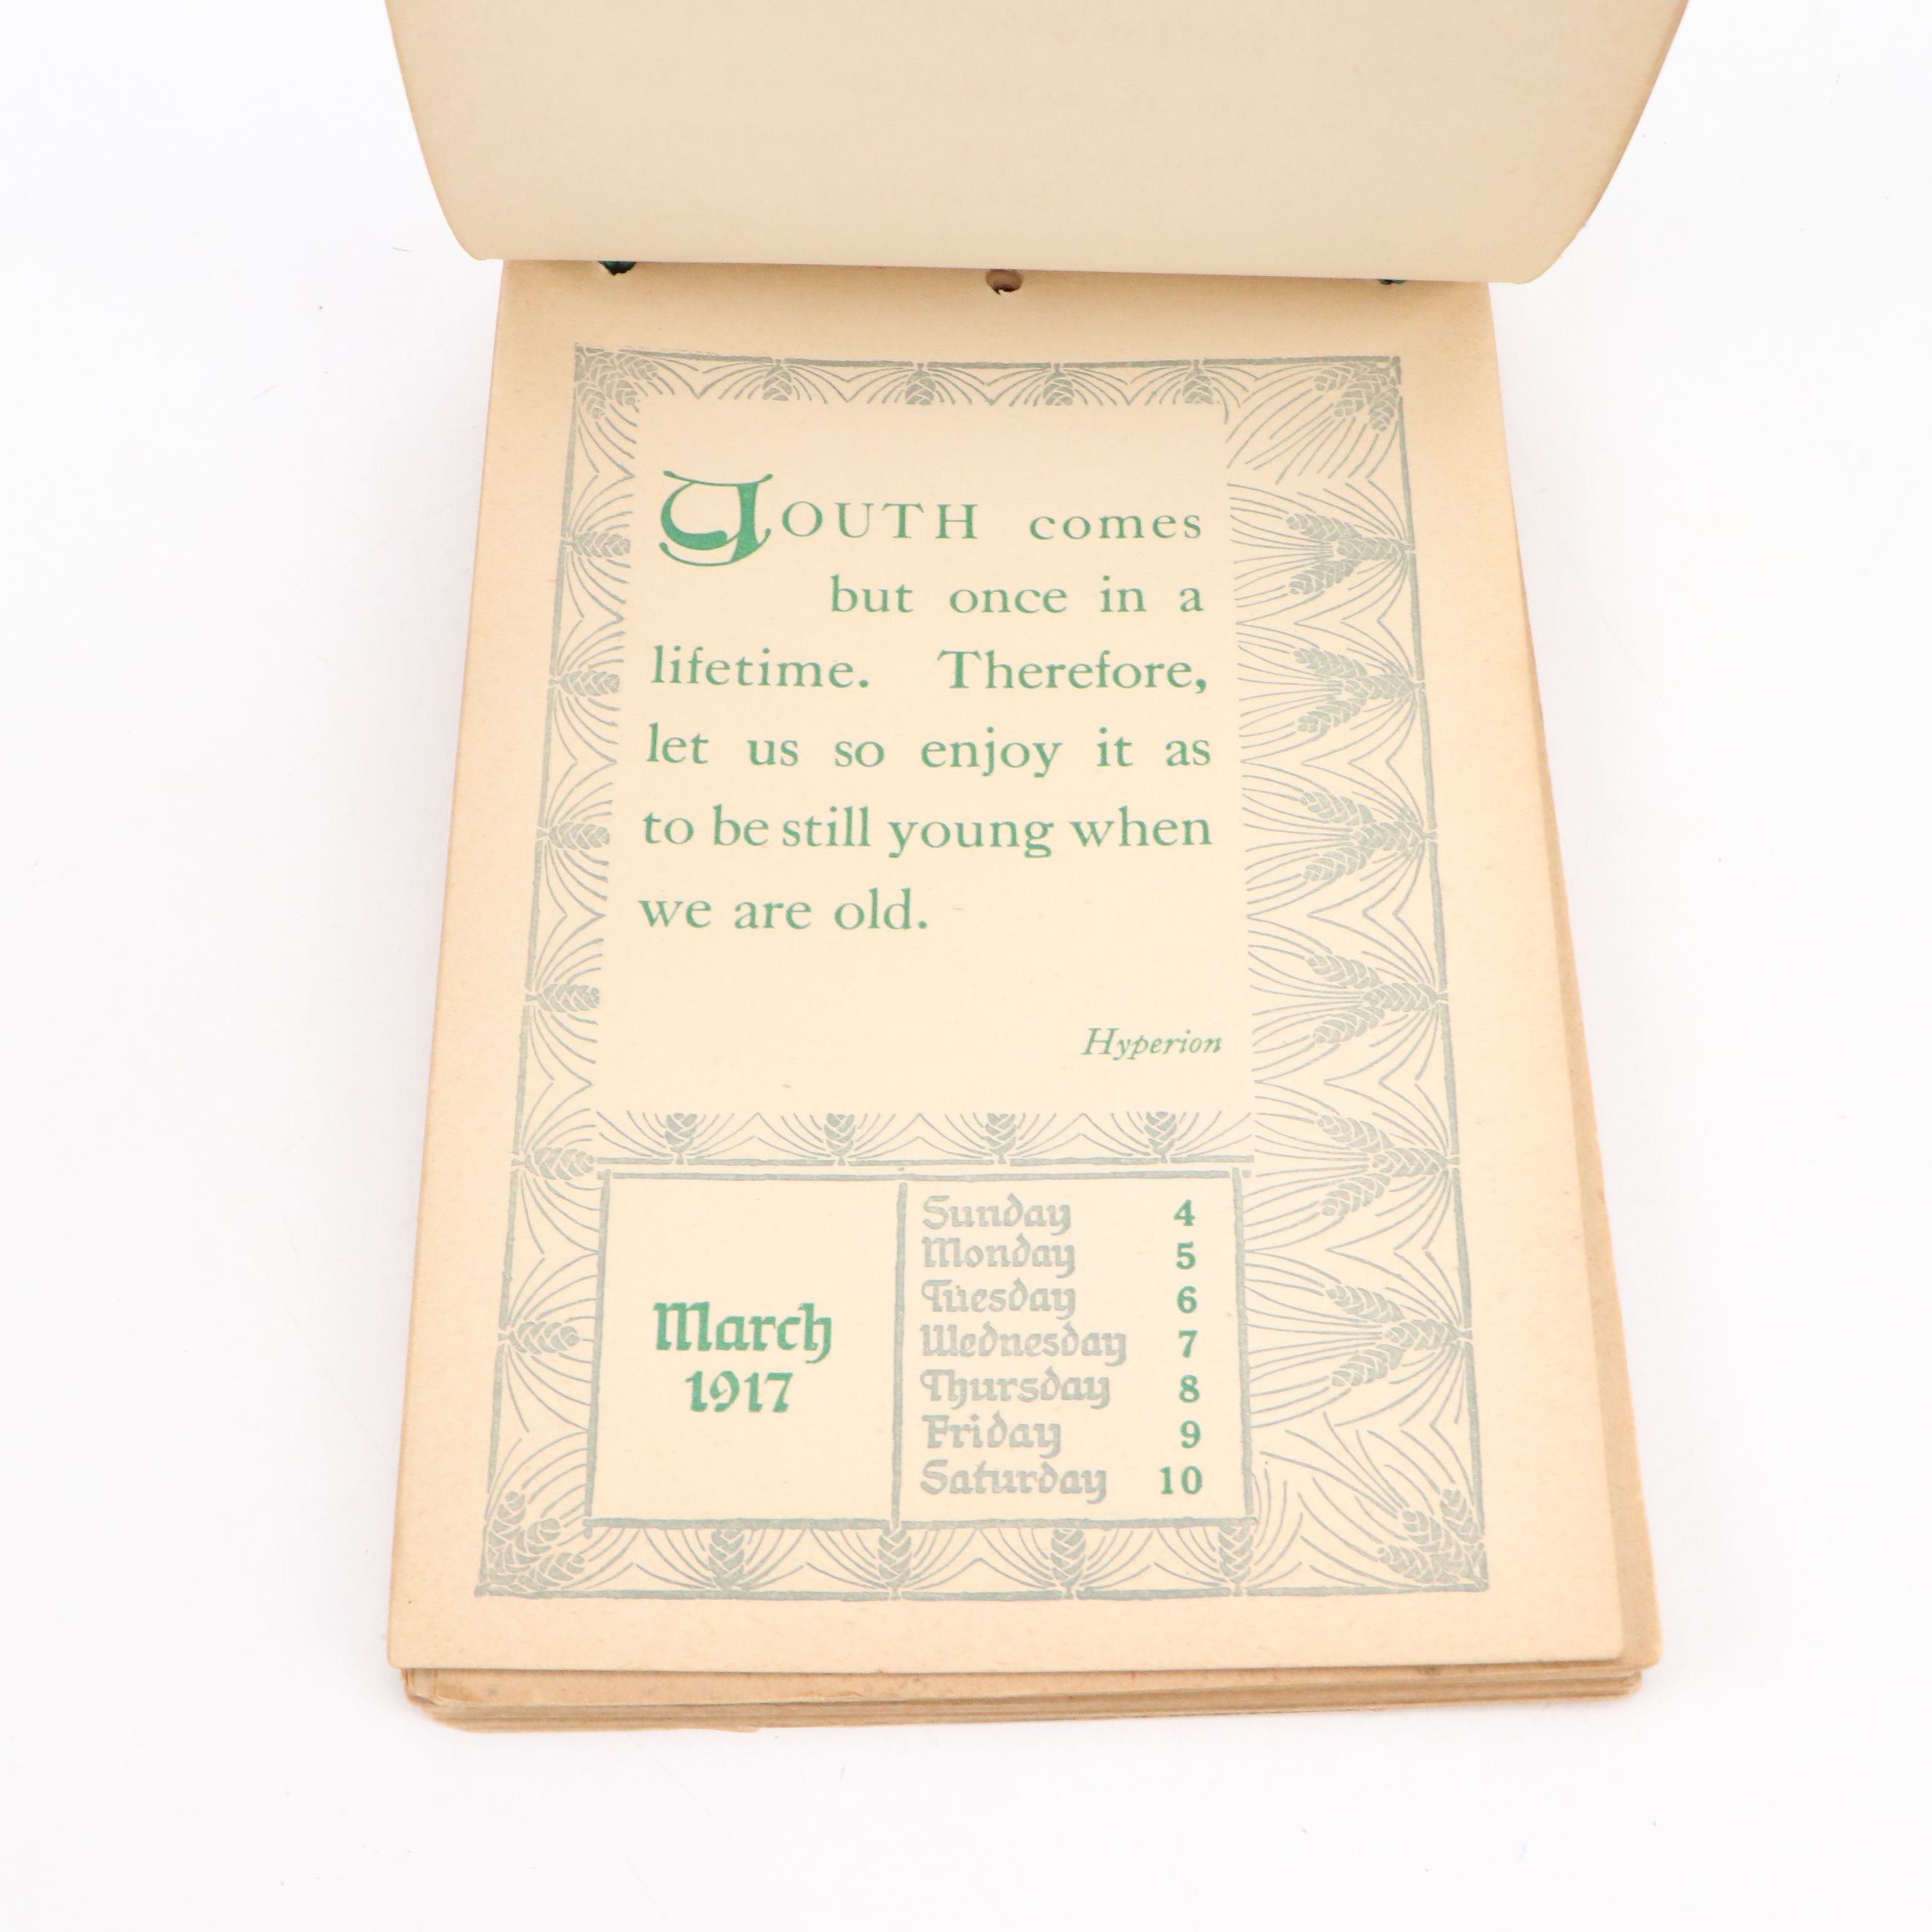 YOUTH comes
but once in a
lifetime. Therefore,
let us so enjoy it as
to be still young when
we are old.
Hyperion
March
1917
Sunday 4
Monday 5
Tuesday 6
Wednesday 7
Thursday 8
Friday 9
Saturday 10